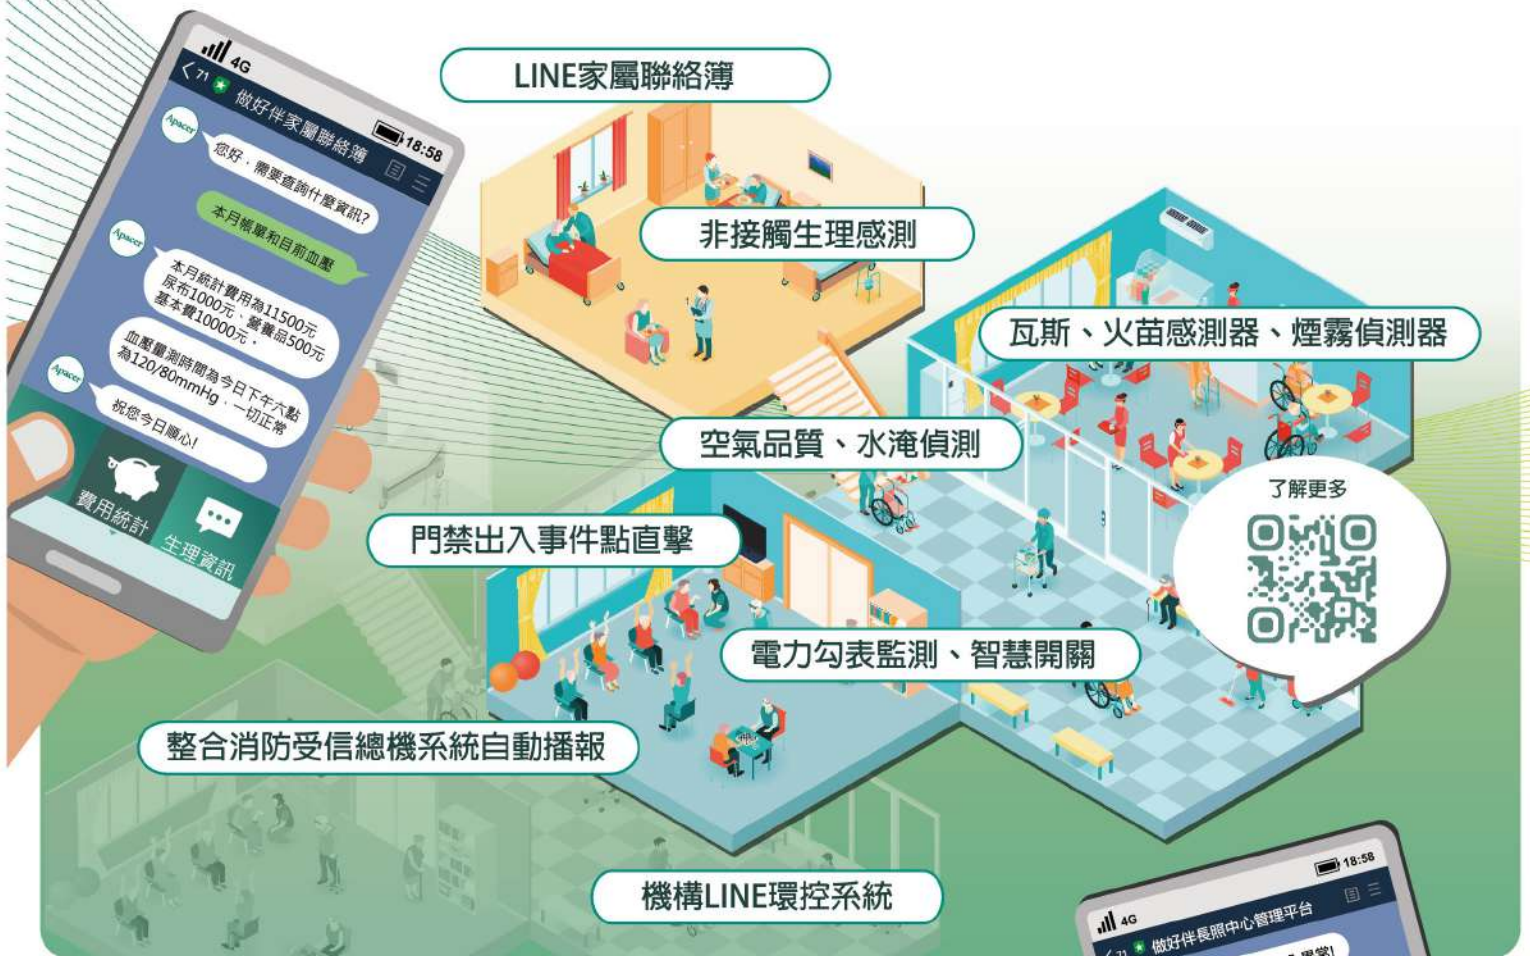 4G
18:58
71
做好伴家屬聯絡簿
Apacer
您好，需要查詢什麼資訊?
本月帳單和目前血壓
Apacer
本月統計費用為11500元
尿布1000元、營養品500元
基本費10000元。
血壓量測時間為今日下午六點
為120/80mmHg，一切正常
Apacer
祝您今日順心!
費用統計
生理資訊
LINE家屬聯絡簿
非接觸生理感測
瓦斯、火苗感測器、煙霧偵測器
空氣品質、水淹偵測
了解更多
門禁出入事件點直擊
電力勾表監測、智慧開關
整合消防受信總機系統自動播報
機構LINE環控系統
4G
18:58
71
做好伴長照中心管理平台